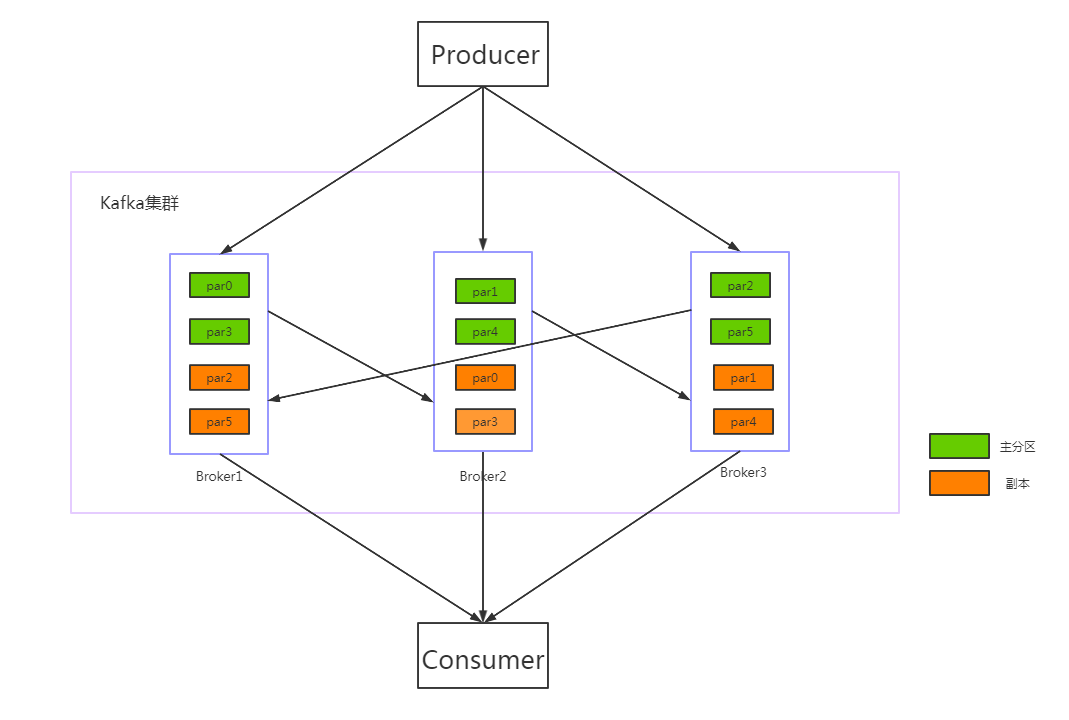 Producer
Kafka集群
par0
par3
par2
par5
Broker1
par1
par4
par0
par3
Broker2
par2
par5
par1
par4
Broker3
主分区
副本
Consumer